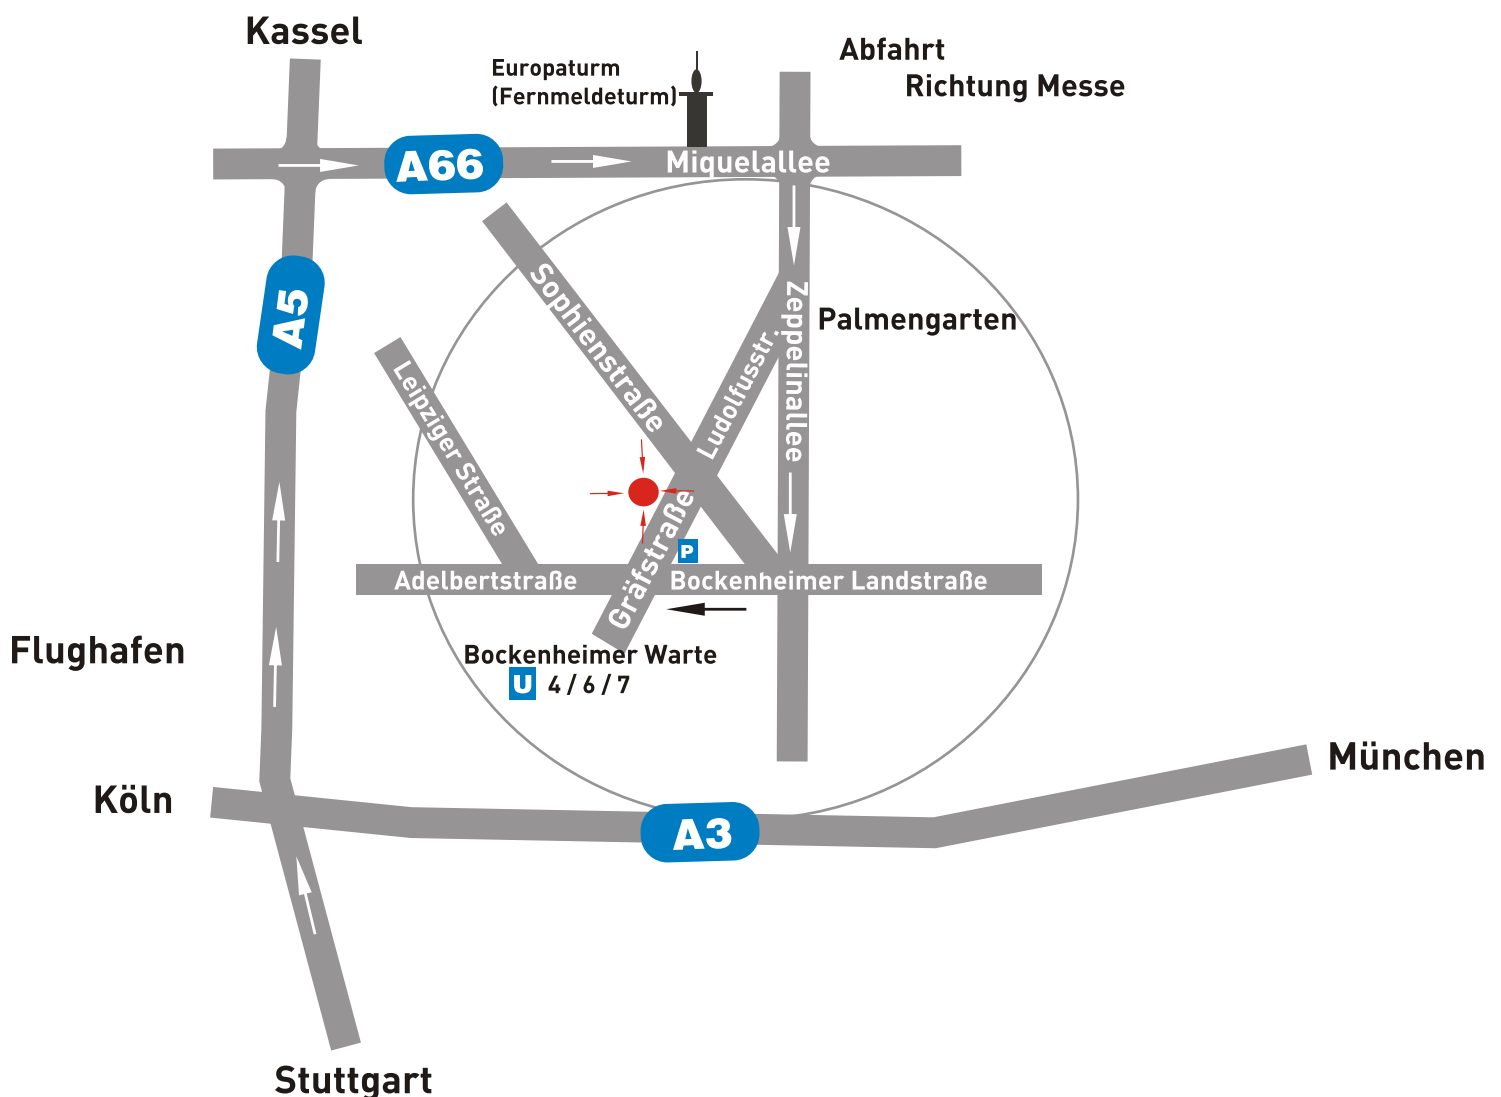 Kassel
Abfahrt
Richtung Messe
Europaturm
(Fernmeldeturm)
A66
Miquelallee
A5
Sophienstraße
Ludolfusstr.
Zeppelinallee
Palmengarten
Leipziger Straße
Gräfstraße
P
Adelbertstraße
Bockenheimer Landstraße
Bockenheimer Warte
U 4 / 6 / 7
Flughafen
Köln
A3
München
Stuttgart